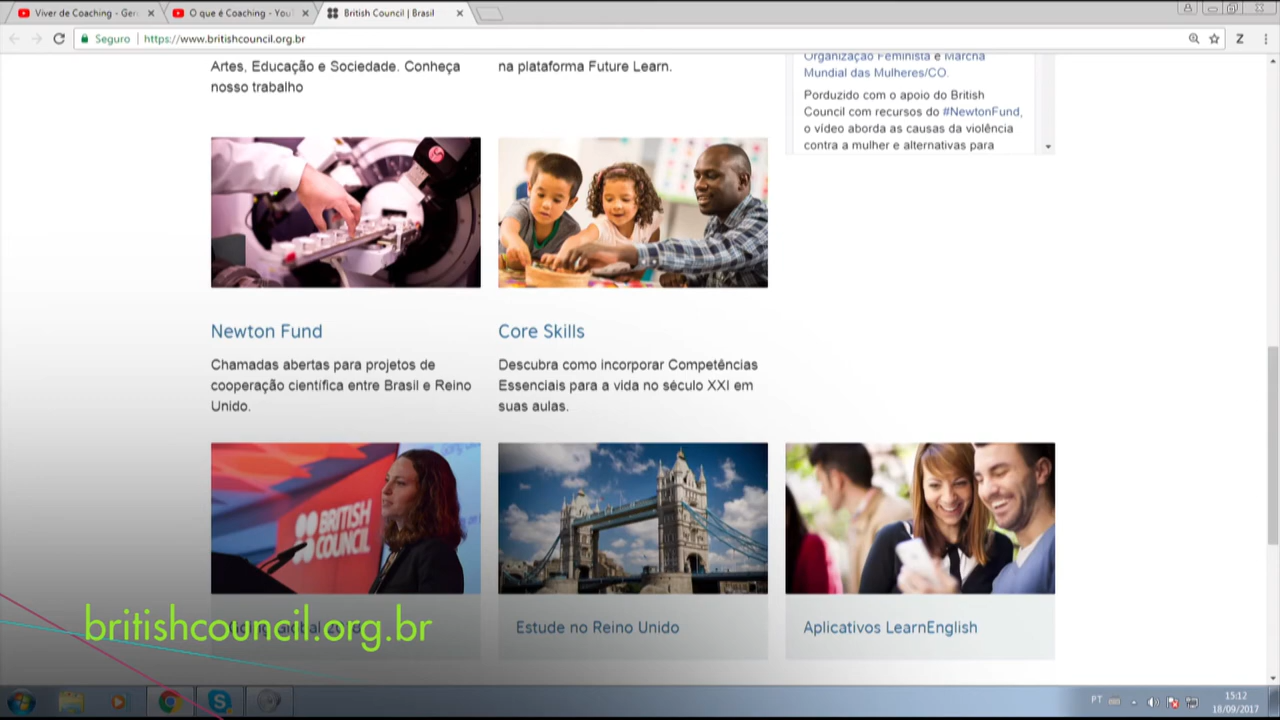 Viver de Coaching - Ger
O que é Coaching - You
British Council | Brasil
Seguro
https://www.britishcouncil.org.br
Artes, Educação e Sociedade. Conheça
nosso trabalho
na plataforma Future Learn.
Organização Feminista e Marcha
Mundial das Mulheres/CO.
Porduzido com o apoio do British
Council com recursos do #NewtonFund,
o vídeo aborda as causas da violência
contra a mulher e alternativas para
Newton Fund
Chamadas abertas para projetos de
cooperação científica entre Brasil e Reino
Unido.
Core Skills
Descubra como incorporar Competências
Essenciais para a vida no século XXI em
suas aulas.
BRITISH
COUNCIL
britishcouncil.org.br
Estude no Reino Unido
Aplicativos LearnEnglish
PT
15:12
18/09/2017